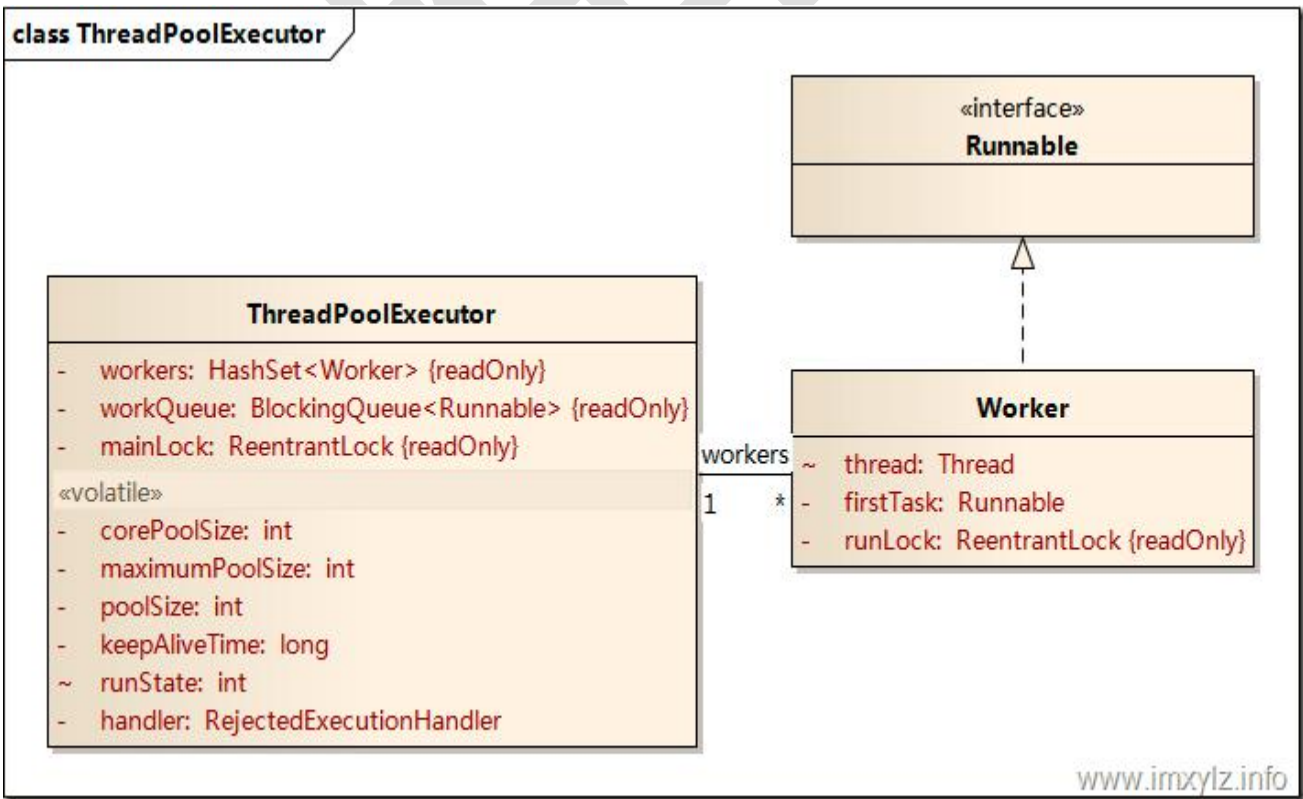 class ThreadPoolExecutor
«interface»
Runnable
ThreadPoolExecutor
- workers: HashSet<Worker> {readOnly}
- workQueue: BlockingQueue<Runnable> {readOnly}
- mainLock: ReentrantLock {readOnly}
«volatile»
- corePoolSize: int
- maximumPoolSize: int
- poolSize: int
- keepAliveTime: long
~ runState: int
- handler: RejectedExecutionHandler
workers
1 *
Worker
~ thread: Thread
- firstTask: Runnable
- runLock: ReentrantLock {readOnly}
www.imxylz.info